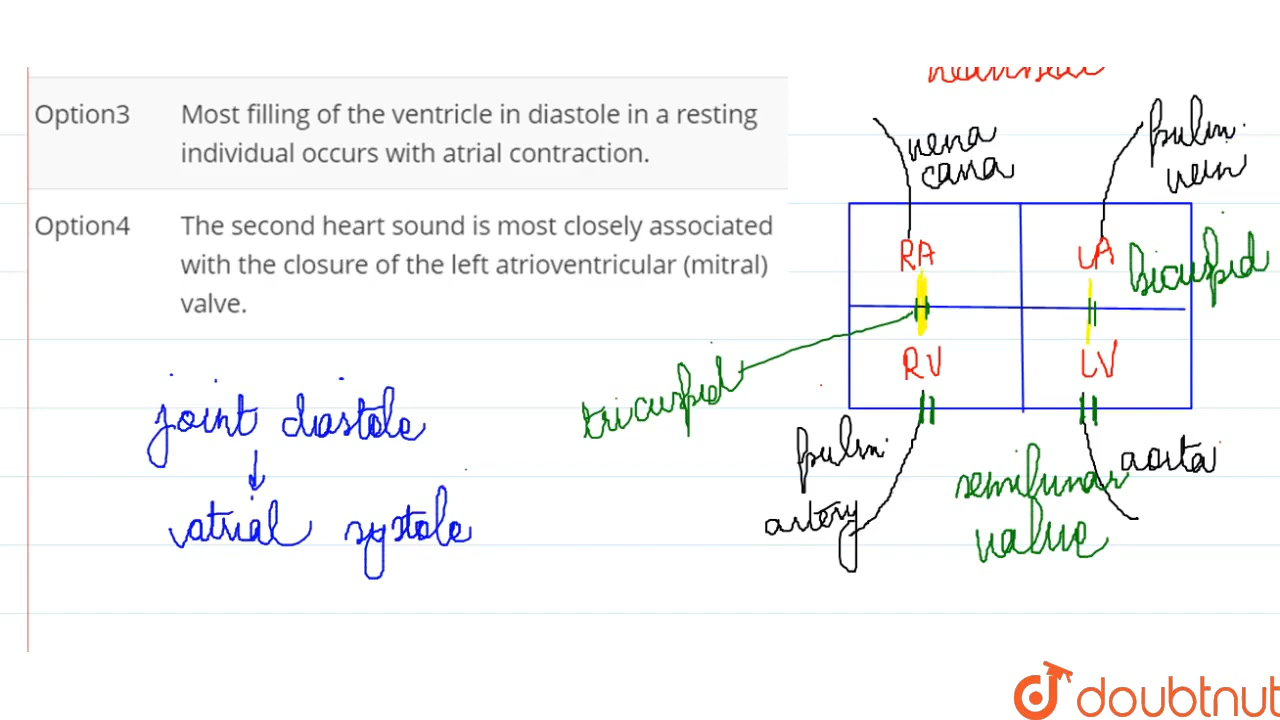 Option3 Most filling of the ventricle in diastole in a resting
individual occurs with atrial contraction.
Option4 The second heart sound is most closely associated
with the closure of the left atrioventricular (mitral)
valve.
vena
cava
pulm.
vein
RA
LA
bicuspid
RV
LV
tricuspid
joint diastole
↓
atrial systole
pulm.
artery
aorta
semilunar
valve
doubtnut